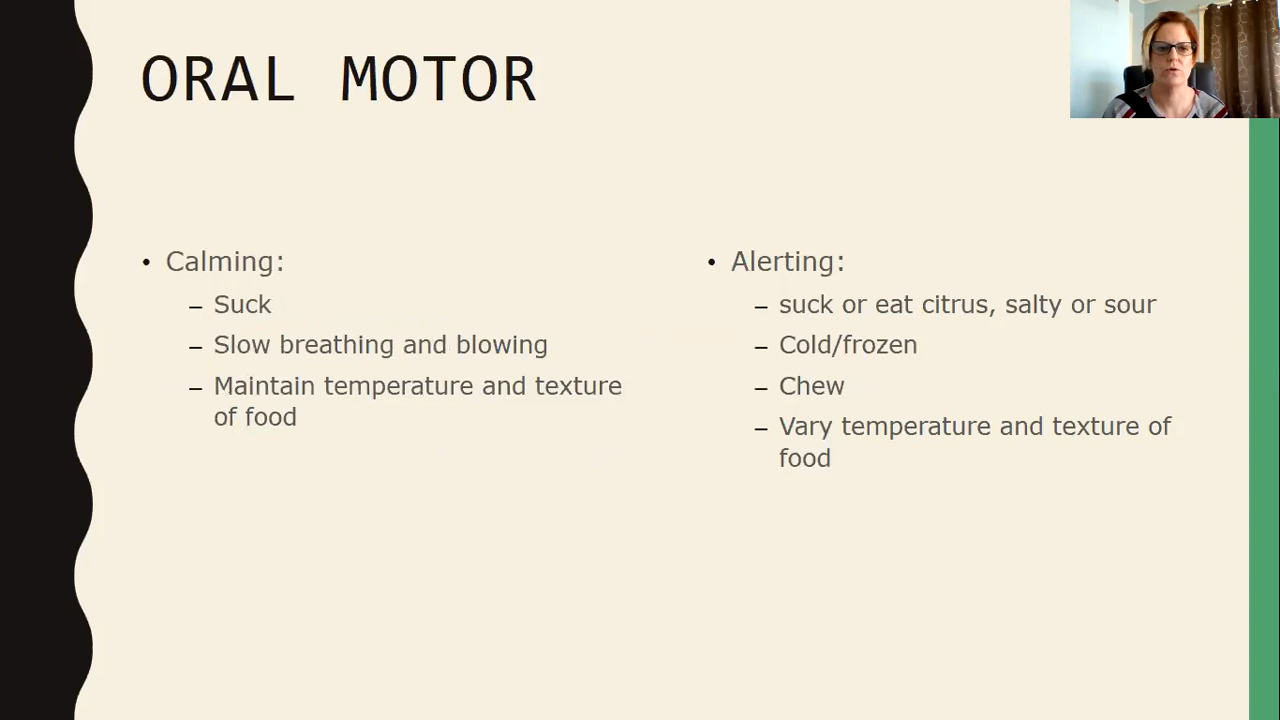 ORAL MOTOR
• Calming:
– Suck
– Slow breathing and blowing
– Maintain temperature and texture
of food
• Alerting:
– suck or eat citrus, salty or sour
– Cold/frozen
– Chew
– Vary temperature and texture of
food